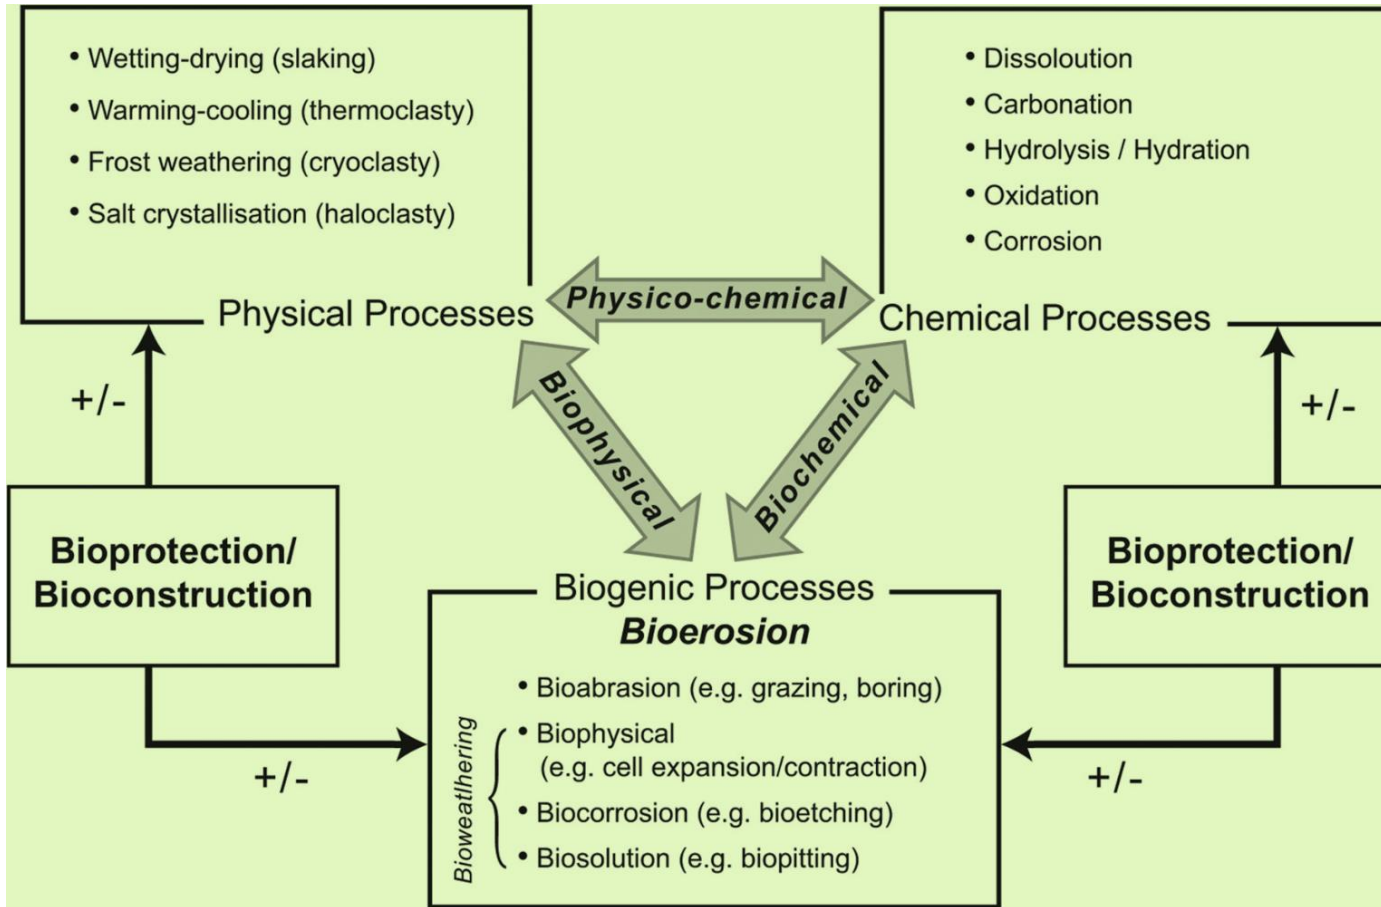 • Wetting-drying (slaking)
• Warming-cooling (thermoclasty)
• Frost weathering (cryoclasty)
• Salt crystallisation (haloclasty)
Physical Processes
• Dissoloution
• Carbonation
• Hydrolysis / Hydration
• Oxidation
• Corrosion
Chemical Processes
Physico-chemical
Biophysical
Biochemical
+/-
+/-
Bioprotection/
Bioconstruction
Bioprotection/
Bioconstruction
+/-
+/-
Biogenic Processes
Bioerosion
• Bioabrasion (e.g. grazing, boring)
Bioweatlhering
• Biophysical
(e.g. cell expansion/contraction)
• Biocorrosion (e.g. bioetching)
• Biosolution (e.g. biopitting)